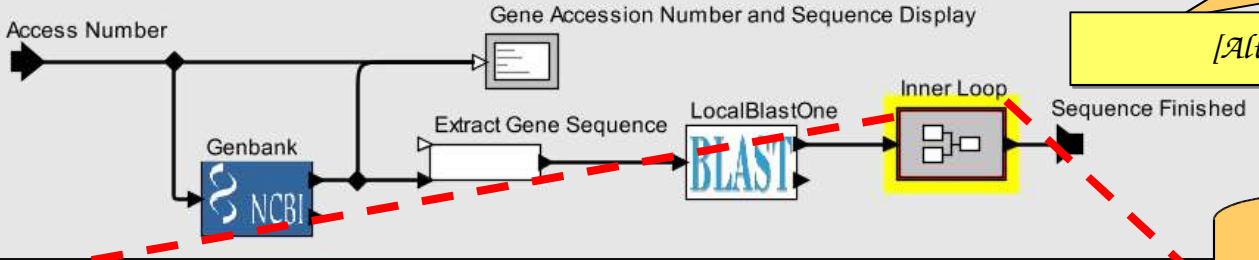 Gene Accession Number and Sequence Display
Access Number
[Alt
Inner Loop
Sequence Finished
LocalBlastOne
Extract Gene Sequence
Genbank
BLAST
NCBI